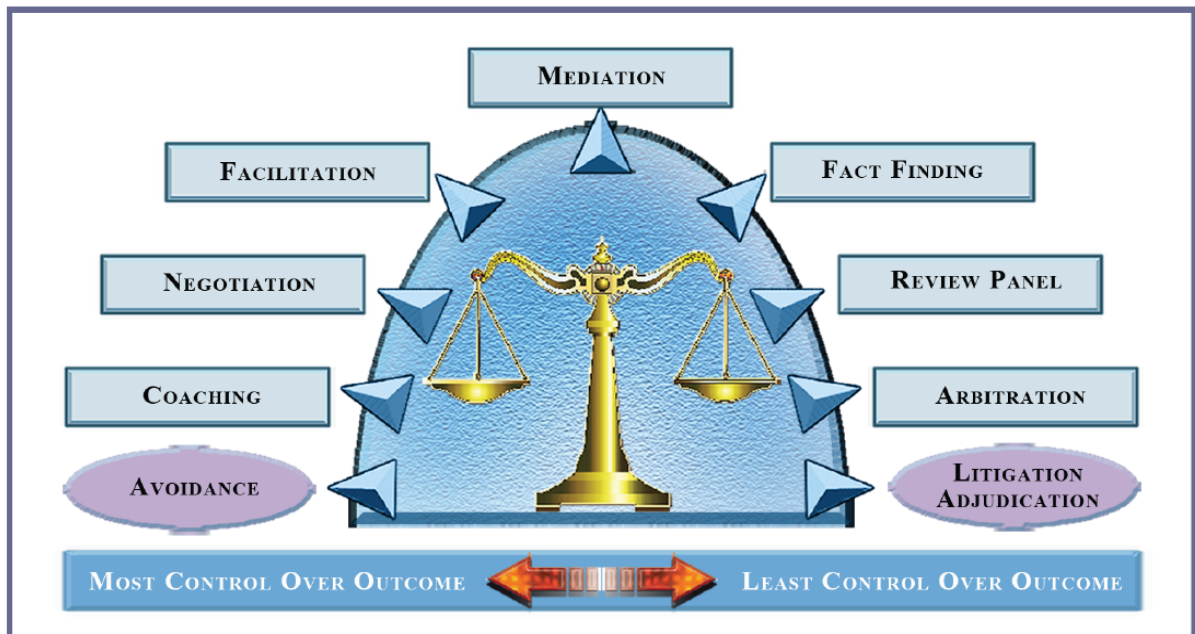 MEDIATION
FACILITATION
FACT FINDING
NEGOTIATION
REVIEW PANEL
COACHING
ARBITRATION
AVOIDANCE
LITIGATION
ADJUDICATION
MOST CONTROL OVER OUTCOME
LEAST CONTROL OVER OUTCOME